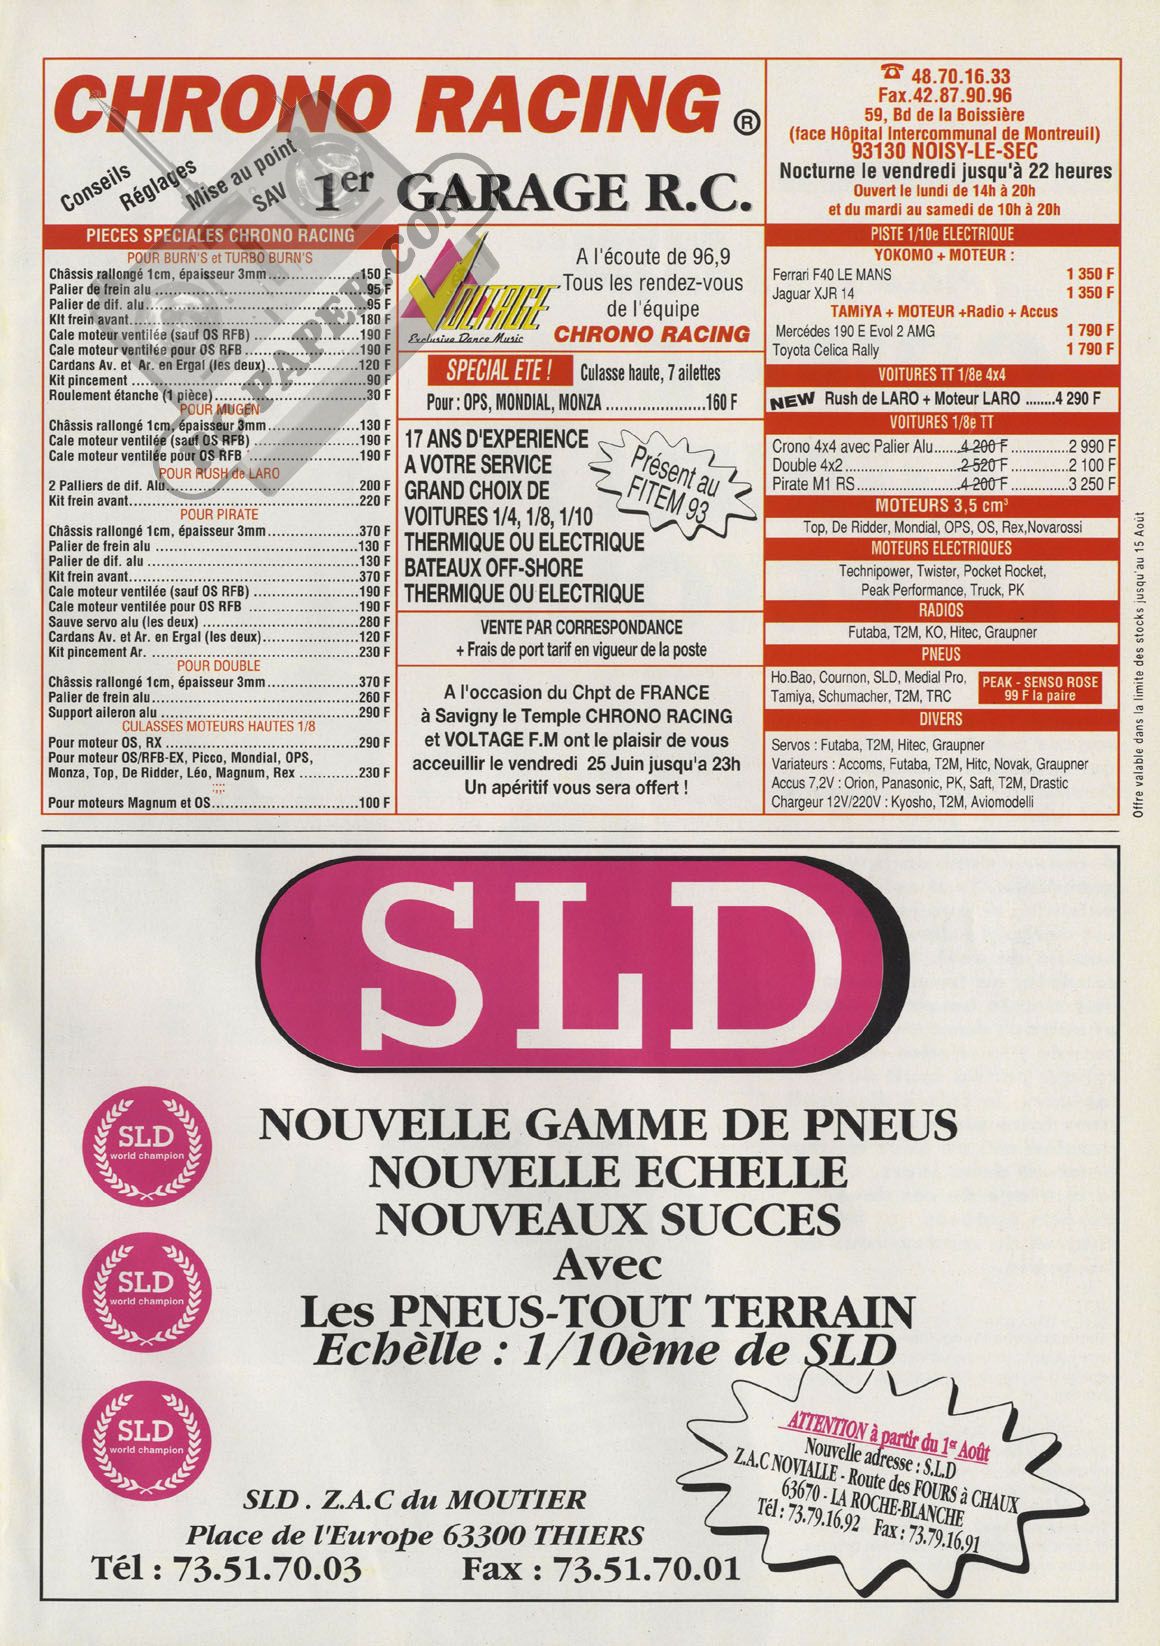 CHRONO RACING ®
Conseils
Réglages
Mise au point
SAV
1er GARAGE R.C.
☎ 48.70.16.33
Fax.42.87.90.96
59, Bd de la Boissière
(face Hôpital Intercommunal de Montreuil)
93130 NOISY-LE-SEC
Nocturne le vendredi jusqu'à 22 heures
Ouvert le lundi de 14h à 20h
et du mardi au samedi de 10h à 20h
PIECES SPECIALES CHRONO RACING
POUR BURN'S et TURBO BURN'S
Châssis rallongé 1cm, épaisseur 3mm......................150 F
Palier de frein alu ......................95 F
Palier de dif. alu ......................95 F
KIt frein avant......................180 F
Cale moteur ventilée (sauf OS RFB) ......................190 F
Cale moteur ventilée pour OS RFB ......................190 F
Cardans Av. et Ar. en Ergal (les deux)......................120 F
Kit pincement ......................90 F
Roulement étanche (1 pièce)......................30 F
POUR MUGEN
Châssis rallongé 1cm, épaisseur 3mm......................130 F
Cale moteur ventilée (sauf OS RFB) ......................190 F
Cale moteur ventilée pour OS RFB ......................190 F
POUR RUSH de LARO
2 Palliers de dif. Alu......................200 F
Kit frein avant......................220 F
POUR PIRATE
Châssis rallongé 1cm, épaisseur 3mm......................370 F
Palier de frein alu ......................130 F
Palier de dif. alu ......................130 F
Kit frein avant......................370 F
Cale moteur ventilée (sauf OS RFB) ......................190 F
Cale moteur ventilée pour OS RFB ......................190 F
Sauve servo alu (les deux) ......................280 F
Cardans Av. et Ar. en Ergal (les deux)......................120 F
Kit pincement Ar. ......................230 F
POUR DOUBLE
Châssis rallongé 1cm, épaisseur 3mm......................370 F
Palier de frein alu......................260 F
Support aileron alu ......................290 F
CULASSES MOTEURS HAUTES 1/8
Pour moteur OS, RX ......................290 F
Pour moteur OS/RFB-EX, Picco, Mondial, OPS,
Monza, Top, De Ridder, Léo, Magnum, Rex ......................230 F
;;;;
Pour moteurs Magnum et OS......................100 F
VOLTAGE
Exclusive Dance Music
A l'écoute de 96,9
Tous les rendez-vous
de l'équipe
CHRONO RACING
SPECIAL ETE ! Culasse haute, 7 ailettes
Pour : OPS, MONDIAL, MONZA ......................160 F
17 ANS D'EXPERIENCE
A VOTRE SERVICE
GRAND CHOIX DE
VOITURES 1/4, 1/8, 1/10
THERMIQUE OU ELECTRIQUE
BATEAUX OFF-SHORE
THERMIQUE OU ELECTRIQUE
Présent au
FITEM 93
VENTE PAR CORRESPONDANCE
+ Frais de port tarif en vigueur de la poste
A l'occasion du Chpt de FRANCE
à Savigny le Temple CHRONO RACING
et VOLTAGE F.M ont le plaisir de vous
acceuillir le vendredi 25 Juin jusqu'a 23h
Un apéritif vous sera offert !
PISTE 1/10e ELECTRIQUE
YOKOMO + MOTEUR :
Ferrari F40 LE MANS 1 350 F
Jaguar XJR 14 1 350 F
TAMiYA + MOTEUR +Radio + Accus
Mercédes 190 E Evol 2 AMG 1 790 F
Toyota Celica Rally 1 790 F
VOITURES TT 1/8e 4x4
NEW Rush de LARO + Moteur LARO ........4 290 F
VOITURES 1/8e TT
Crono 4x4 avec Palier Alu.....4 200 F............2 990 F
Double 4x2......................2 520 F............2 100 F
Pirate M1 RS......................4 200 F............3 250 F
MOTEURS 3,5 cm³
Top, De Ridder, Mondial, OPS, OS, Rex,Novarossi
MOTEURS ELECTRIQUES
Technipower, Twister, Pocket Rocket,
Peak Performance, Truck, PK
RADIOS
Futaba, T2M, KO, Hitec, Graupner
PNEUS
Ho.Bao, Cournon, SLD, Medial Pro,
Tamiya, Schumacher, T2M, TRC
PEAK - SENSO ROSE
99 F la paire
DIVERS
Servos : Futaba, T2M, Hitec, Graupner
Variateurs : Accoms, Futaba, T2M, Hitc, Novak, Graupner
Accus 7,2V : Orion, Panasonic, PK, Saft, T2M, Drastic
Chargeur 12V/220V : Kyosho, T2M, Aviomodelli
Offre valable dans la limite des stocks jusqu'au 15 Août
RC-PAPER.COM
SLD
SLD
world champion
SLD
world champion
SLD
world champion
NOUVELLE GAMME DE PNEUS
NOUVELLE ECHELLE
NOUVEAUX SUCCES
Avec
Les PNEUS-TOUT TERRAIN
Echèlle : 1/10ème de SLD
SLD . Z.A.C du MOUTIER
Place de l'Europe 63300 THIERS
Tél : 73.51.70.03 Fax : 73.51.70.01
ATTENTION à partir du 1er Août
Nouvelle adresse : S.L.D
Z.A.C NOVIALLE - Route des FOURS à CHAUX
63670 - LA ROCHE-BLANCHE
Tél : 73.79.16.92 Fax : 73.79.16.91